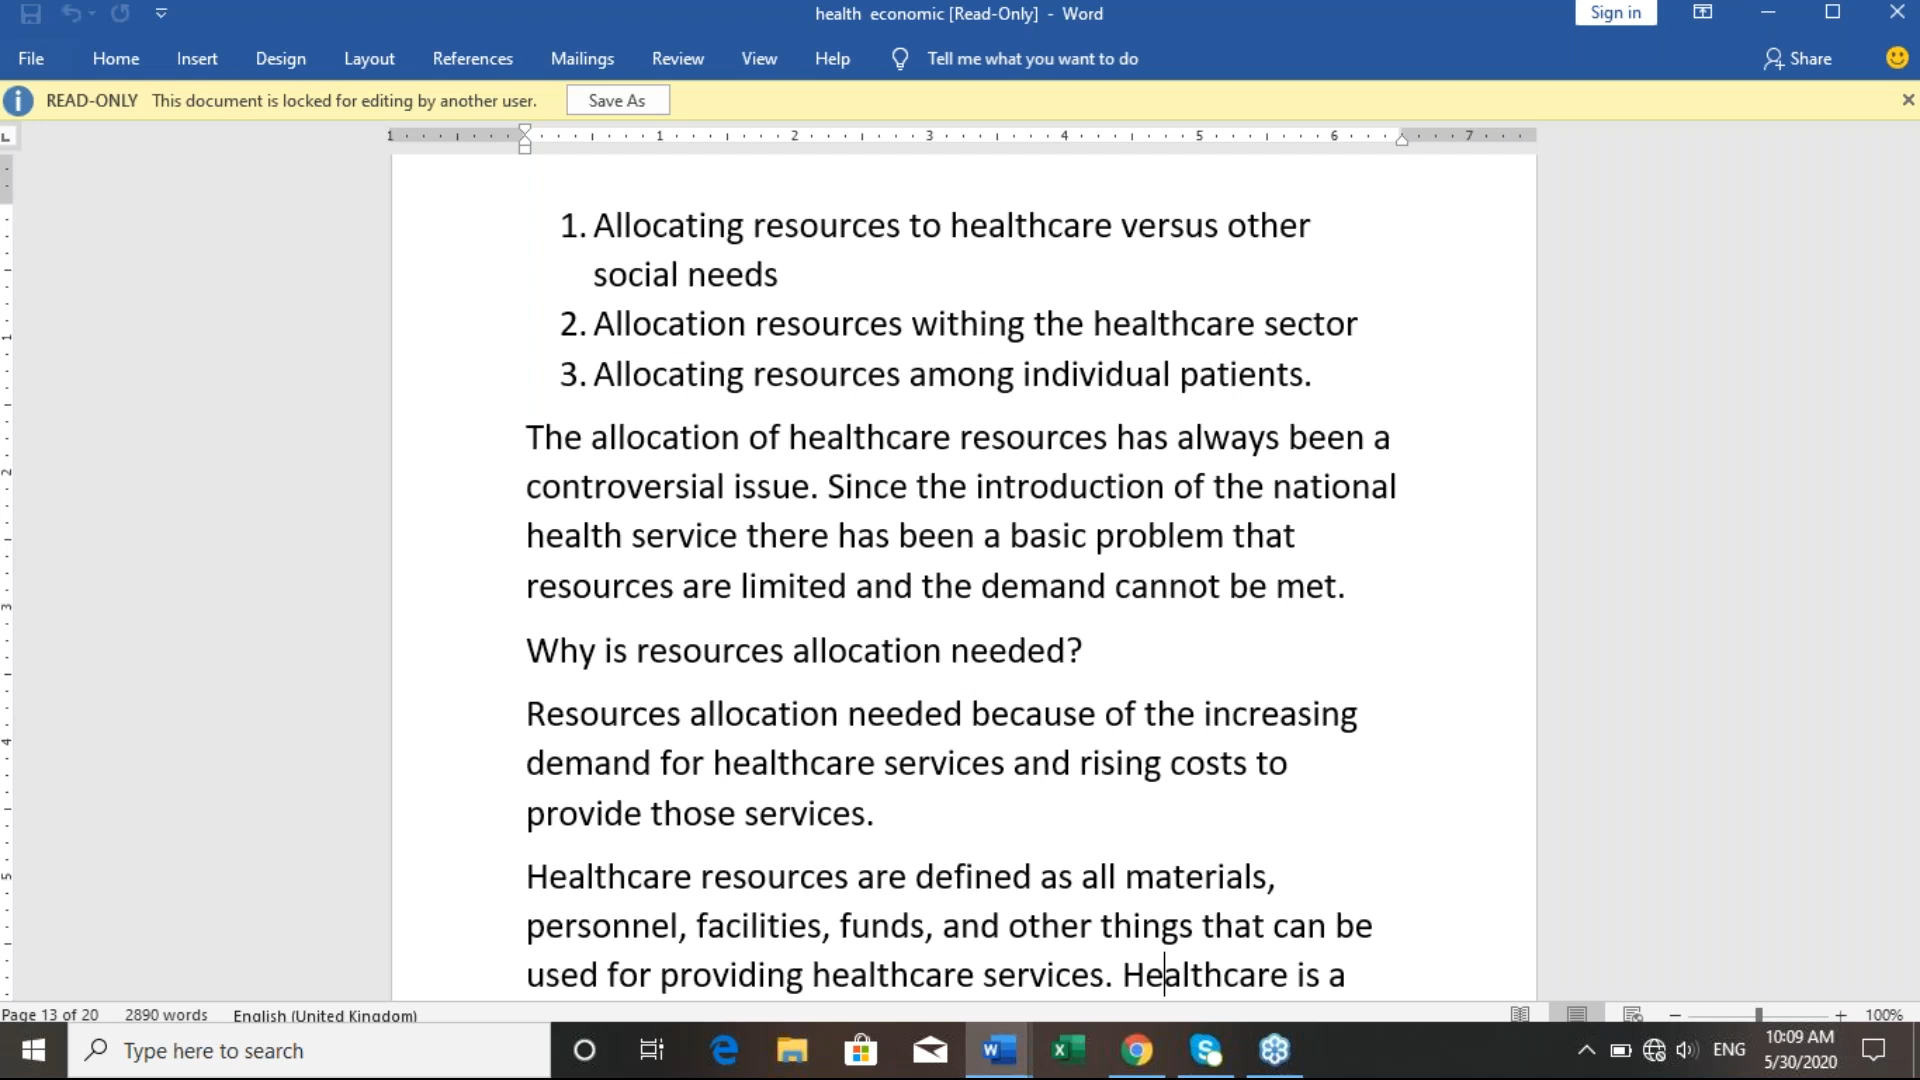 health economic [Read-Only] - Word
Sign in
File Home Insert Design Layout References Mailings Review View Help Tell me what you want to do Share
READ-ONLY This document is locked for editing by another user. Save As
1 1 2 3 4 5 6 7
1. Allocating resources to healthcare versus other
social needs
2. Allocation resources withing the healthcare sector
3. Allocating resources among individual patients.
The allocation of healthcare resources has always been a
controversial issue. Since the introduction of the national
health service there has been a basic problem that
resources are limited and the demand cannot be met.
Why is resources allocation needed?
Resources allocation needed because of the increasing
demand for healthcare services and rising costs to
provide those services.
Healthcare resources are defined as all materials,
personnel, facilities, funds, and other things that can be
used for providing healthcare services. Healthcare is a
Page 13 of 20 2890 words English (United Kingdom) 100%
Type here to search
ENG
10:09 AM
5/30/2020